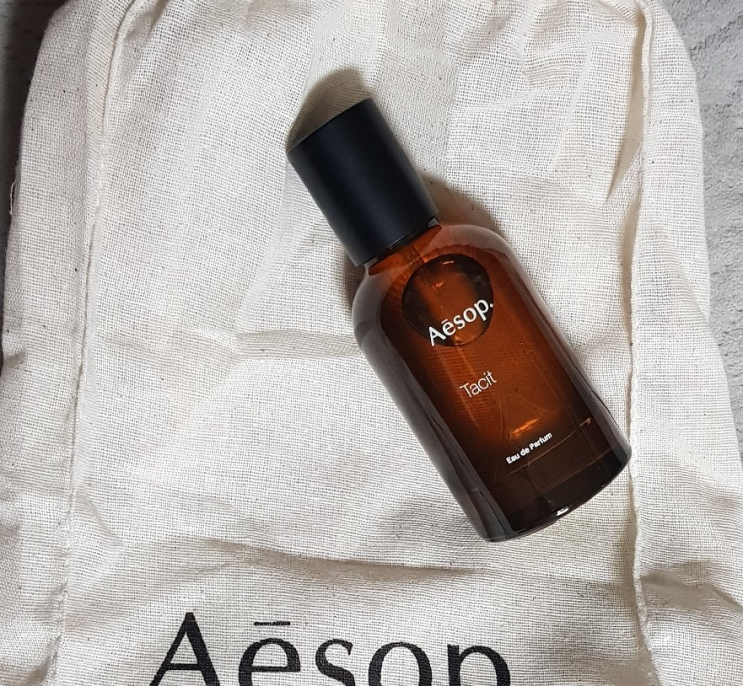 Aēsop.
Tacit
Eau de Parfum
Aēsop